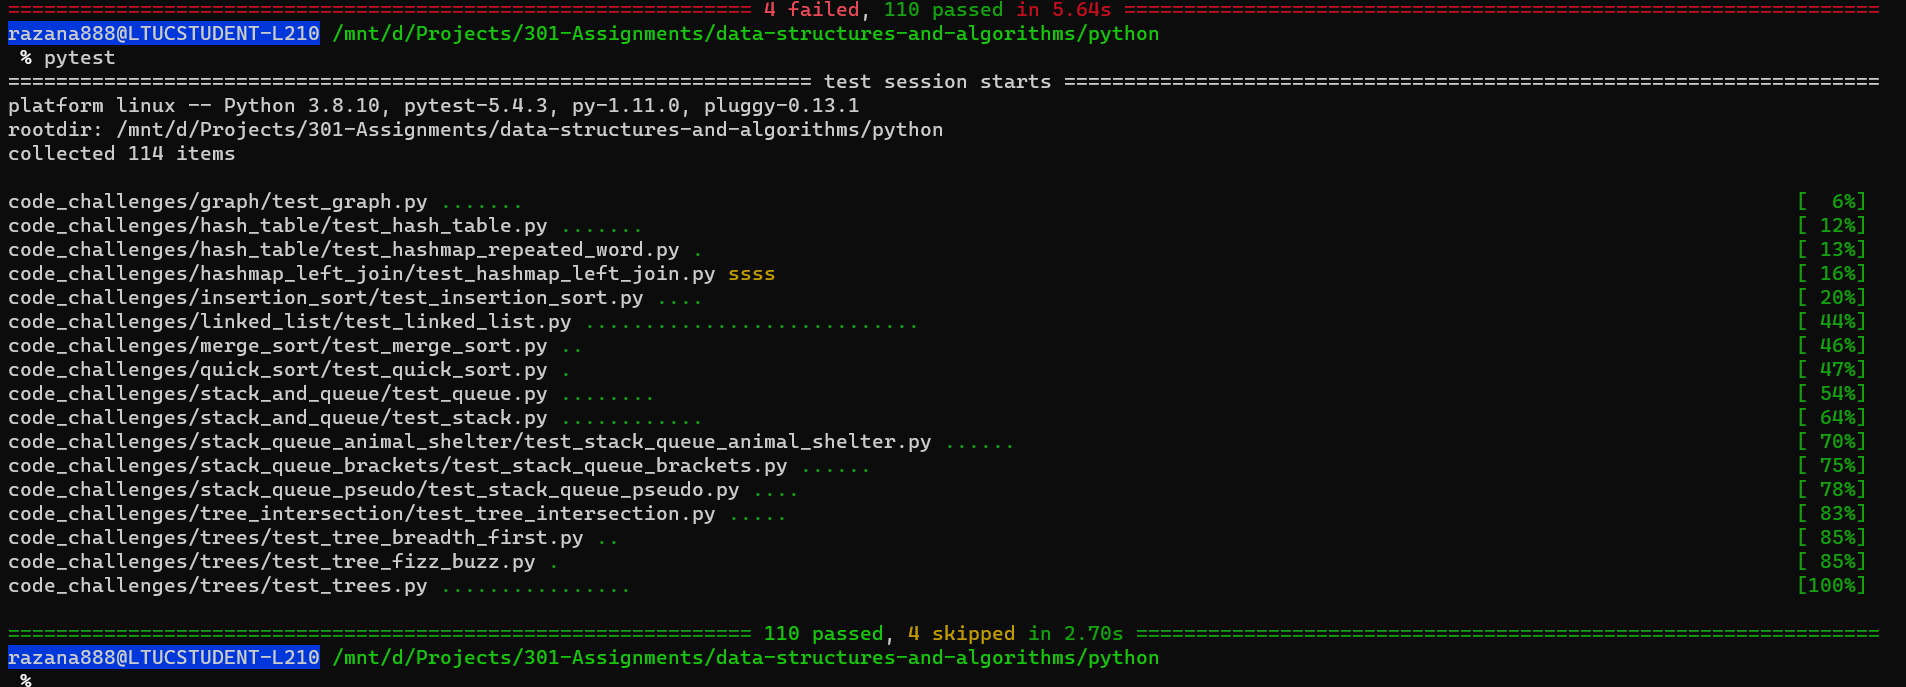 =============================================================== 4 failed, 110 passed in 5.64s ===============================================================
razana888@LTUCSTUDENT-L210 /mnt/d/Projects/301-Assignments/data-structures-and-algorithms/python
% pytest
=================================================================== test session starts ====================================================================
platform linux -- Python 3.8.10, pytest-5.4.3, py-1.11.0, pluggy-0.13.1
rootdir: /mnt/d/Projects/301-Assignments/data-structures-and-algorithms/python
collected 114 items
code_challenges/graph/test_graph.py ....... [  6%]
code_challenges/hash_table/test_hash_table.py ....... [ 12%]
code_challenges/hash_table/test_hashmap_repeated_word.py . [ 13%]
code_challenges/hashmap_left_join/test_hashmap_left_join.py ssss [ 16%]
code_challenges/insertion_sort/test_insertion_sort.py .... [ 20%]
code_challenges/linked_list/test_linked_list.py ............................ [ 44%]
code_challenges/merge_sort/test_merge_sort.py .. [ 46%]
code_challenges/quick_sort/test_quick_sort.py . [ 47%]
code_challenges/stack_and_queue/test_queue.py ........ [ 54%]
code_challenges/stack_and_queue/test_stack.py ............ [ 64%]
code_challenges/stack_queue_animal_shelter/test_stack_queue_animal_shelter.py ...... [ 70%]
code_challenges/stack_queue_brackets/test_stack_queue_brackets.py ...... [ 75%]
code_challenges/stack_queue_pseudo/test_stack_queue_pseudo.py .... [ 78%]
code_challenges/tree_intersection/test_tree_intersection.py ..... [ 83%]
code_challenges/trees/test_tree_breadth_first.py .. [ 85%]
code_challenges/trees/test_tree_fizz_buzz.py . [ 85%]
code_challenges/trees/test_trees.py ................ [100%]
============================================================== 110 passed, 4 skipped in 2.70s ==============================================================
razana888@LTUCSTUDENT-L210 /mnt/d/Projects/301-Assignments/data-structures-and-algorithms/python
%